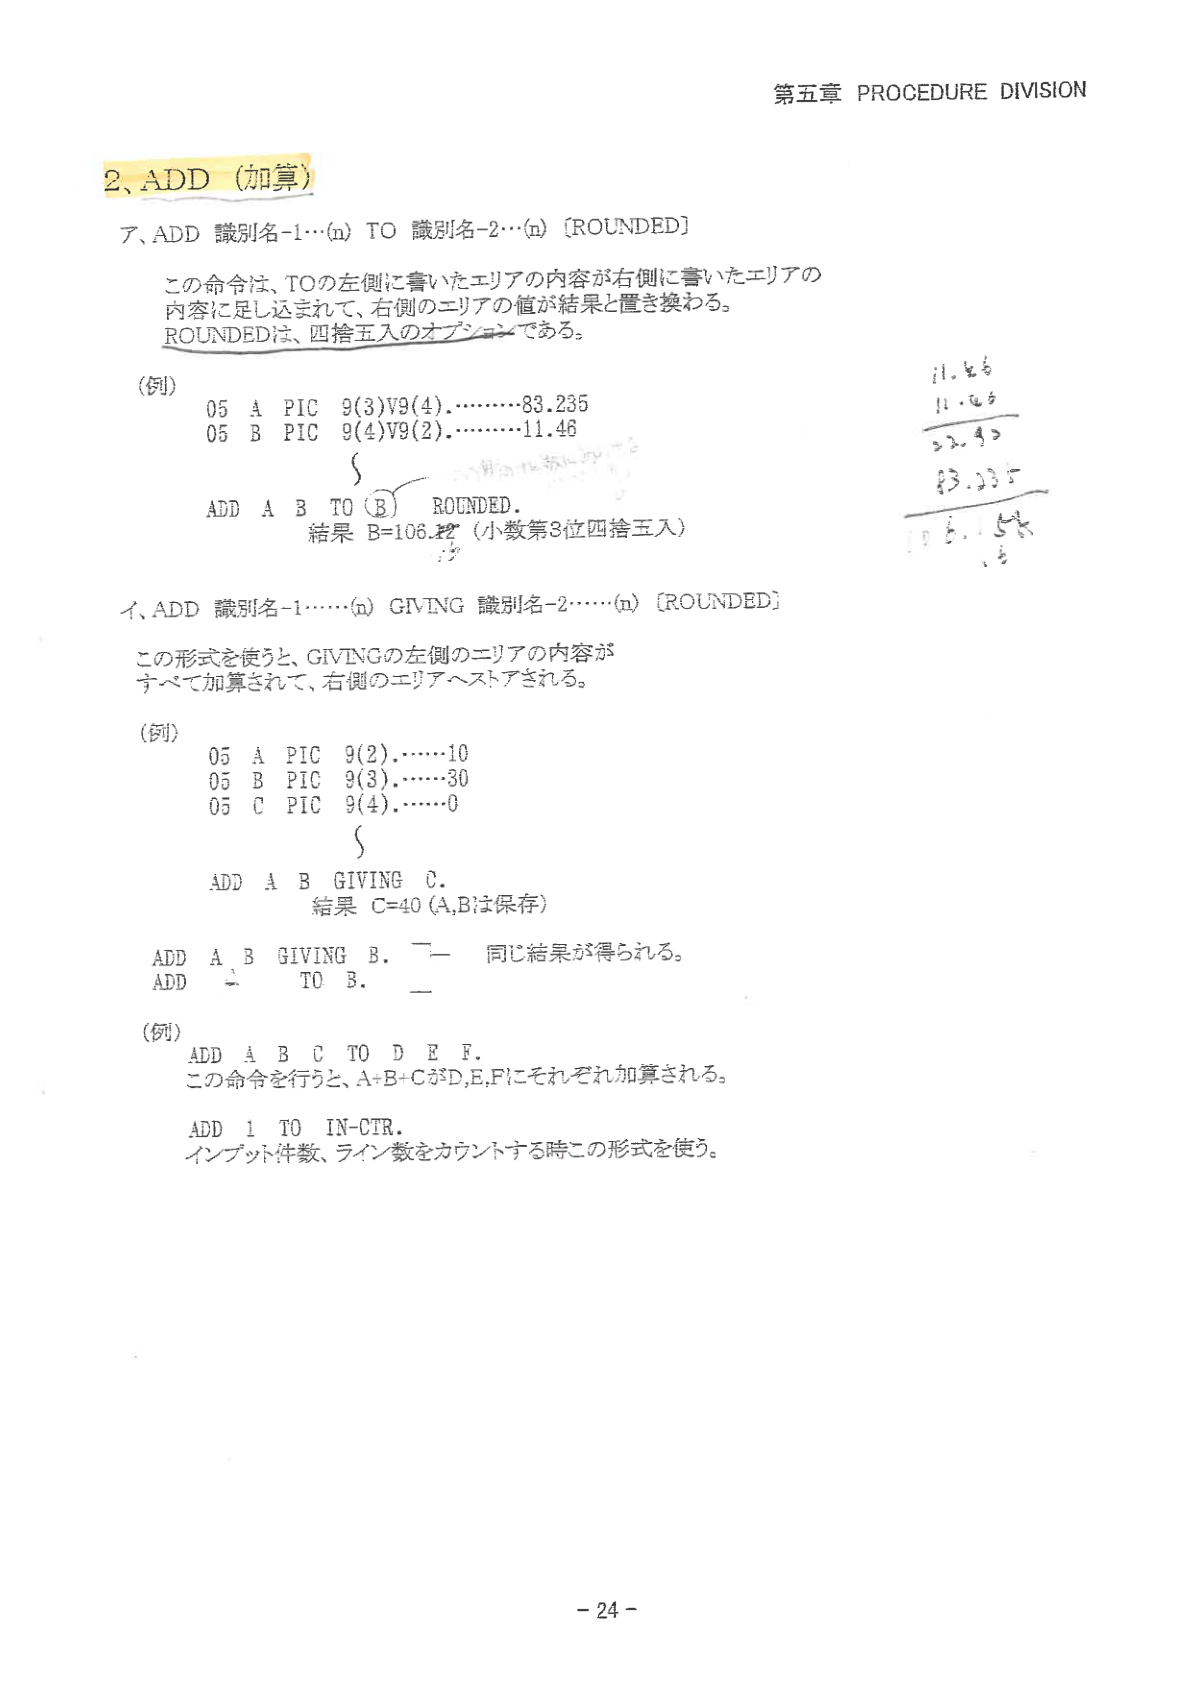 第五章 PROCEDURE DIVISION
2、ADD (加算)
ア、ADD 識別名-1…(n) TO 識別名-2…(n) 〔ROUNDED〕
この命令は、TOの左側に書いたエリアの内容が右側に書いたエリアの
内容に足し込まれて、右側のエリアの値が結果と置き換わる。
ROUNDEDは、四捨五入のオプションである。
(例)
05 A PIC 9(3)V9(4).………83.235
05 B PIC 9(4)V9(2).………11.46
ADD A B TO B ROUNDED.
結果 B=106. (小数第3位四捨五入)
11.46
11.46
22.92
83.235
イ、ADD 識別名-1……(n) GIVING 識別名-2……(n) 〔ROUNDED〕
この形式を使うと、GIVINGの左側のエリアの内容が
すべて加算されて、右側のエリアへストアされる。
(例)
05 A PIC 9(2).……10
05 B PIC 9(3).……30
05 C PIC 9(4).……0
ADD A B GIVING C.
結果 C=40 (A,Bは保存)
ADD A B GIVING B. 同じ結果が得られる。
ADD TO B.
(例)
ADD A B C TO D E F.
この命令を行うと、A+B+CがD,E,Fにそれぞれ加算される。
ADD 1 TO IN-CTR.
インプット件数、ライン数をカウントする時この形式を使う。
- 24 -